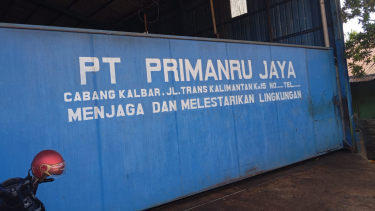 PT PRIMANRU JAYA
CABANG KALBAR. JL. TRANS KALIMANTAN NO.... TEL......
MENJAGA DAN MELESTARIKAN LINGKUNGAN